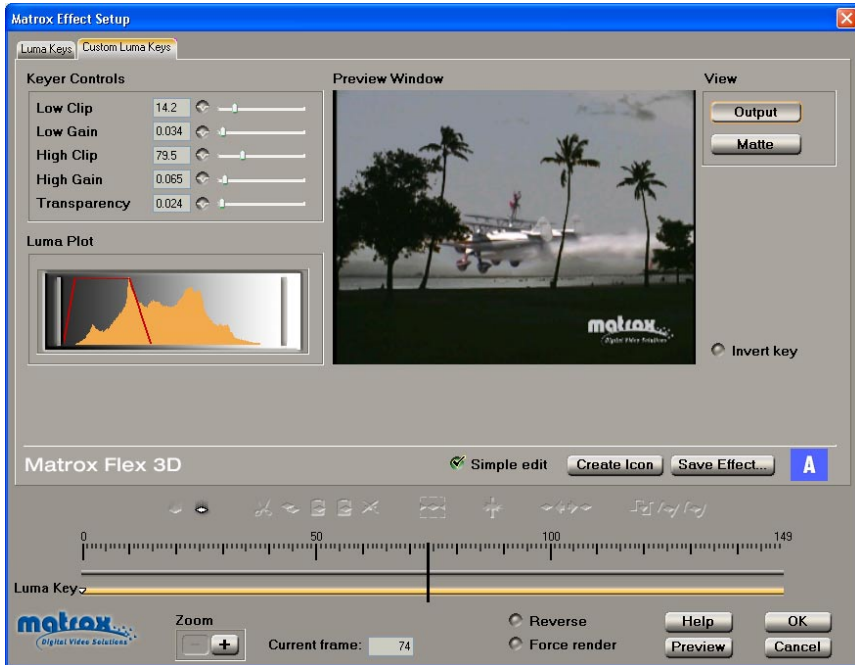 Matrox Effect Setup
Luma Keys
Custom Luma Keys
Keyer Controls
Low Clip 14.2
Low Gain 0.034
High Clip 79.5
High Gain 0.065
Transparency 0.024
Luma Plot
Preview Window
matrox
Digital Video Solutions
View
Output
Matte
Invert key
Matrox Flex 3D
Simple edit
Create Icon
Save Effect...
A
0 50 100 149
Luma Key
matrox
Digital Video Solutions
Zoom
- +
Current frame: 74
Reverse
Force render
Help
OK
Preview
Cancel